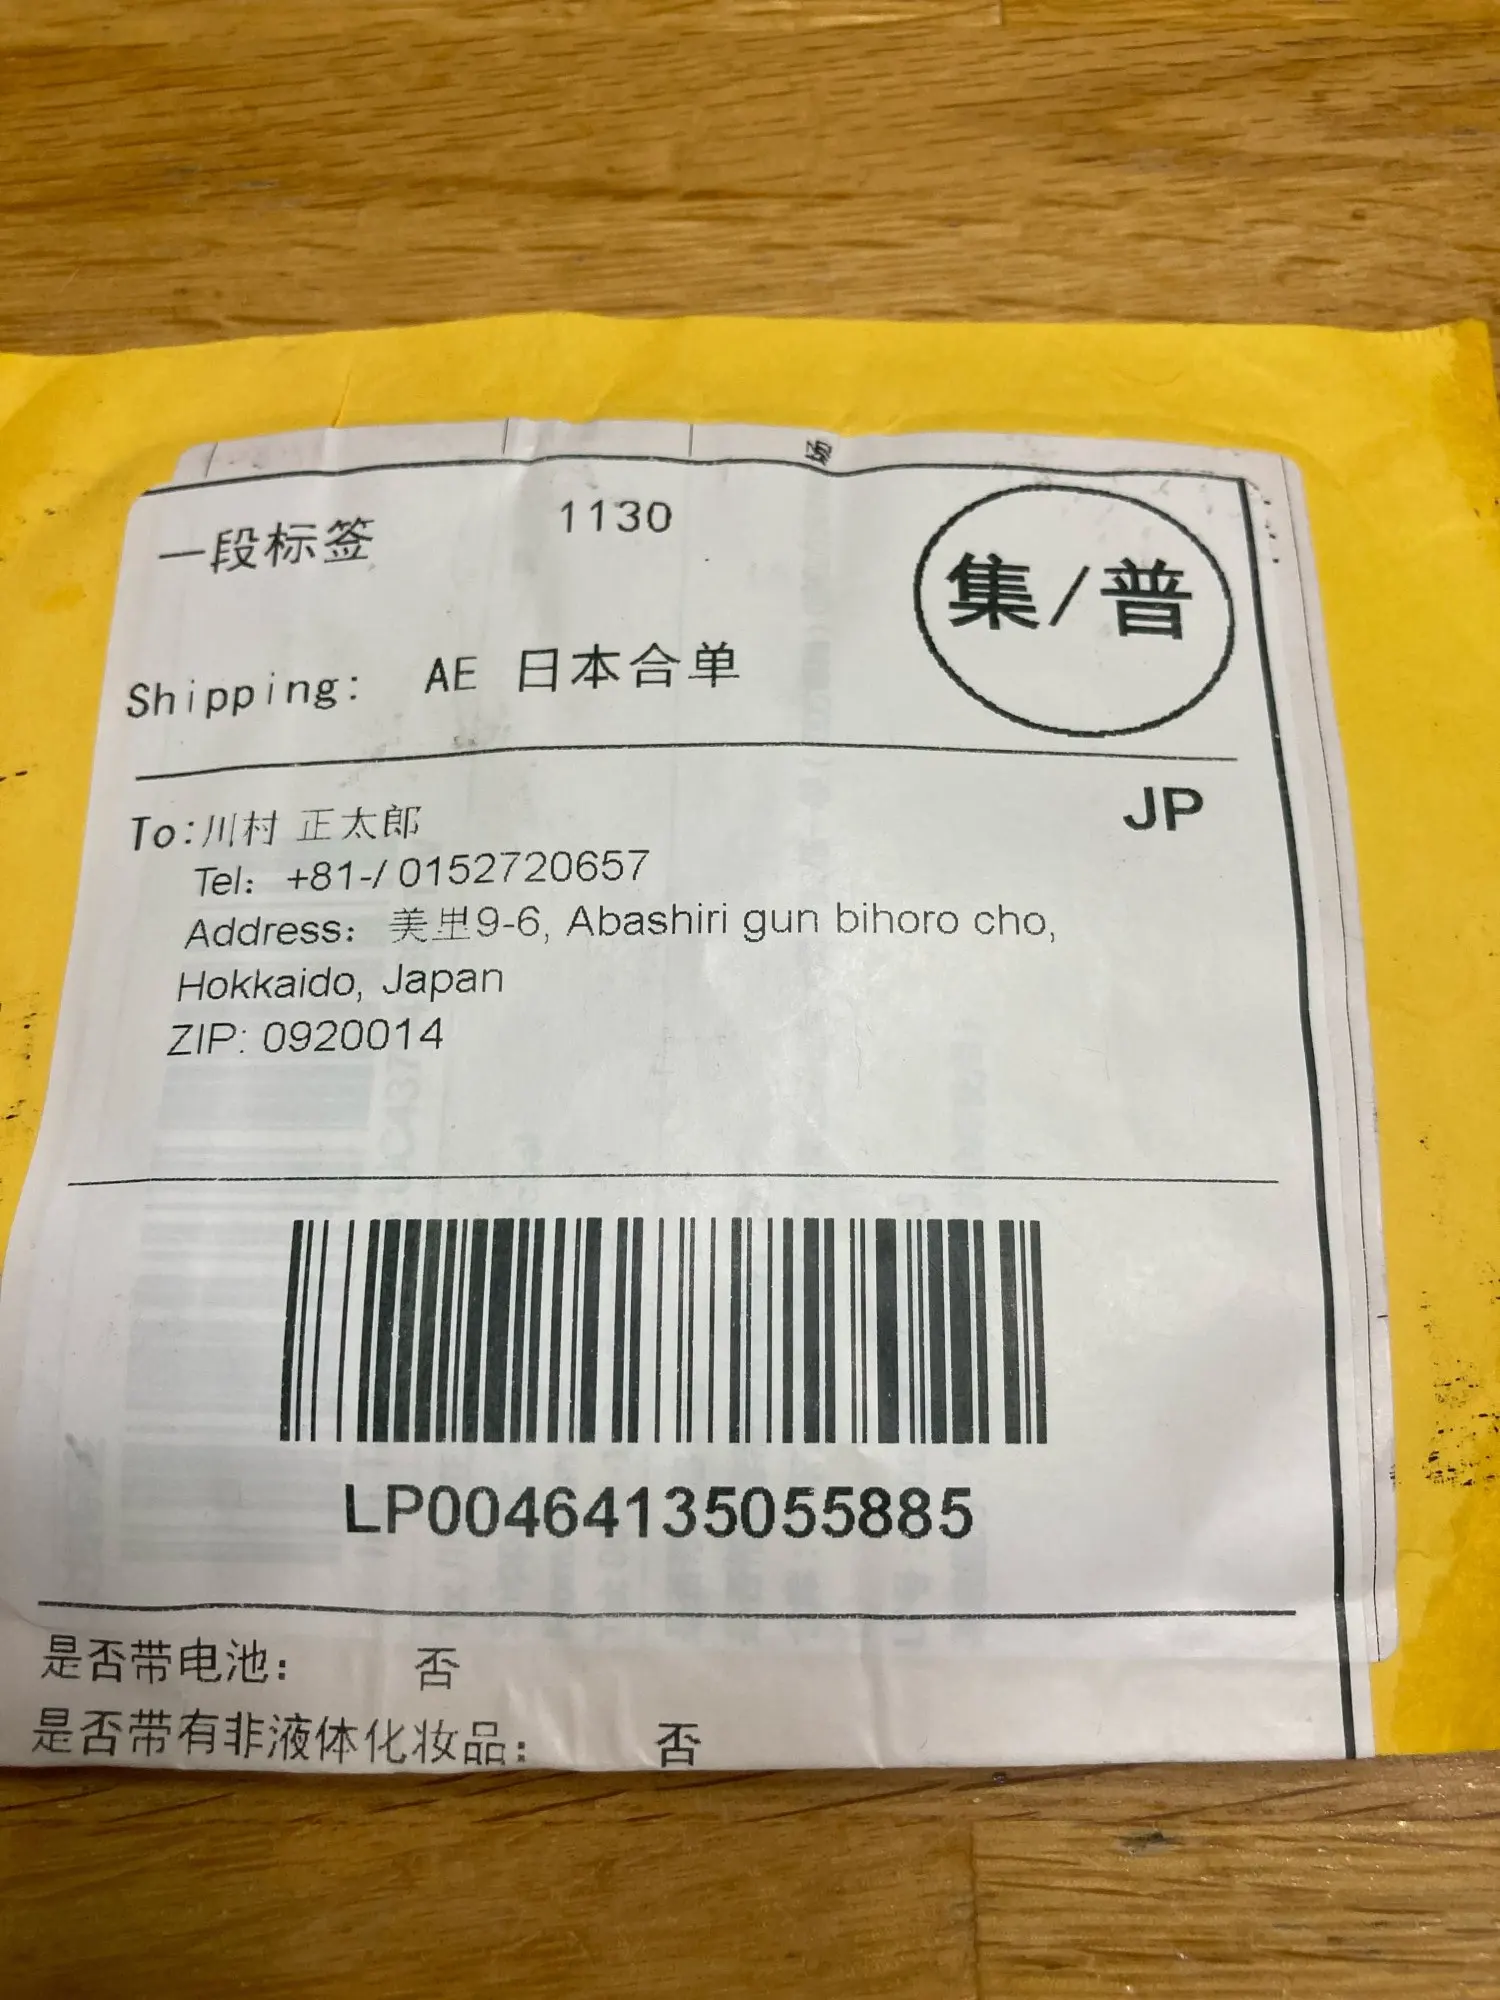 一段标签
1130
集/普
Shipping: AE 日本合单
JP
To:川村 正太郎
Tel: +81-/ 0152720657
Address: 美里9-6, Abashiri gun bihoro cho,
Hokkaido, Japan
ZIP: 0920014
LP00464135055885
是否带电池: 否
是否带有非液体化妆品: 否